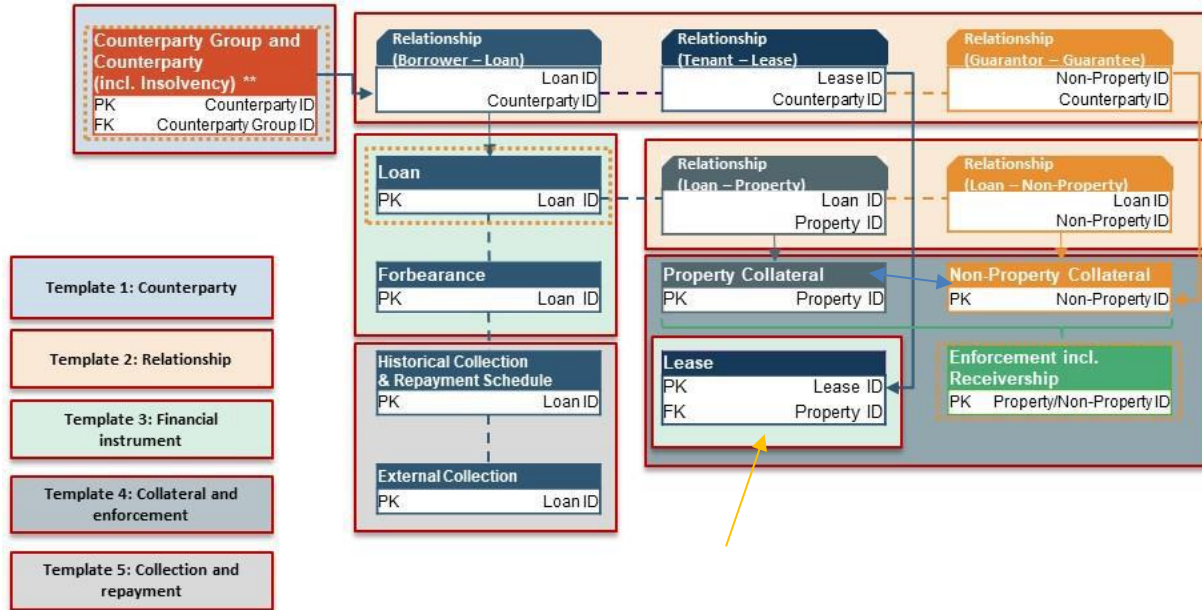 Counterparty Group and
Counterparty
(incl. Insolvency) **
PK Counterparty ID
FK Counterparty Group ID
Relationship
(Borrower – Loan)
Loan ID
Counterparty ID
Relationship
(Tenant – Lease)
Lease ID
Counterparty ID
Relationship
(Guarantor – Guarantee)
Non-Property ID
Counterparty ID
Loan
PK Loan ID
Relationship
(Loan – Property)
Loan ID
Property ID
Relationship
(Loan – Non-Property)
Loan ID
Non-Property ID
Forbearance
PK Loan ID
Property Collateral
PK Property ID
Non-Property Collateral
PK Non-Property ID
Historical Collection
& Repayment Schedule
PK Loan ID
Lease
PK Lease ID
FK Property ID
Enforcement incl.
Receivership
PK Property/Non-Property ID
External Collection
PK Loan ID
Template 1: Counterparty
Template 2: Relationship
Template 3: Financial
instrument
Template 4: Collateral and
enforcement
Template 5: Collection and
repayment